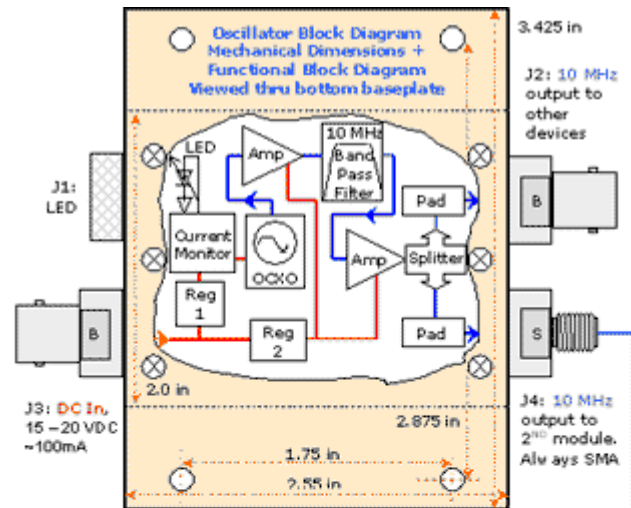 Oscillator Block Diagram
Mechanical Dimensions +
Functional Block Diagram
Viewed thru bottom baseplate
3.425 in
J2: 10 MHz
output to
other
devices
J1:
LED
LED
Amp
10 MHz
Band
Pass
Filter
Pad
B
Current
Monitor
OCXO
Amp
Splitter
Reg
1
Reg
2
Pad
B
S
2.0 in
J3: DC In,
15 –20 VDC
~100mA
2.875 in
J4: 10 MHz
output to
2ND module.
Always SMA
1.75 in
2.55 in